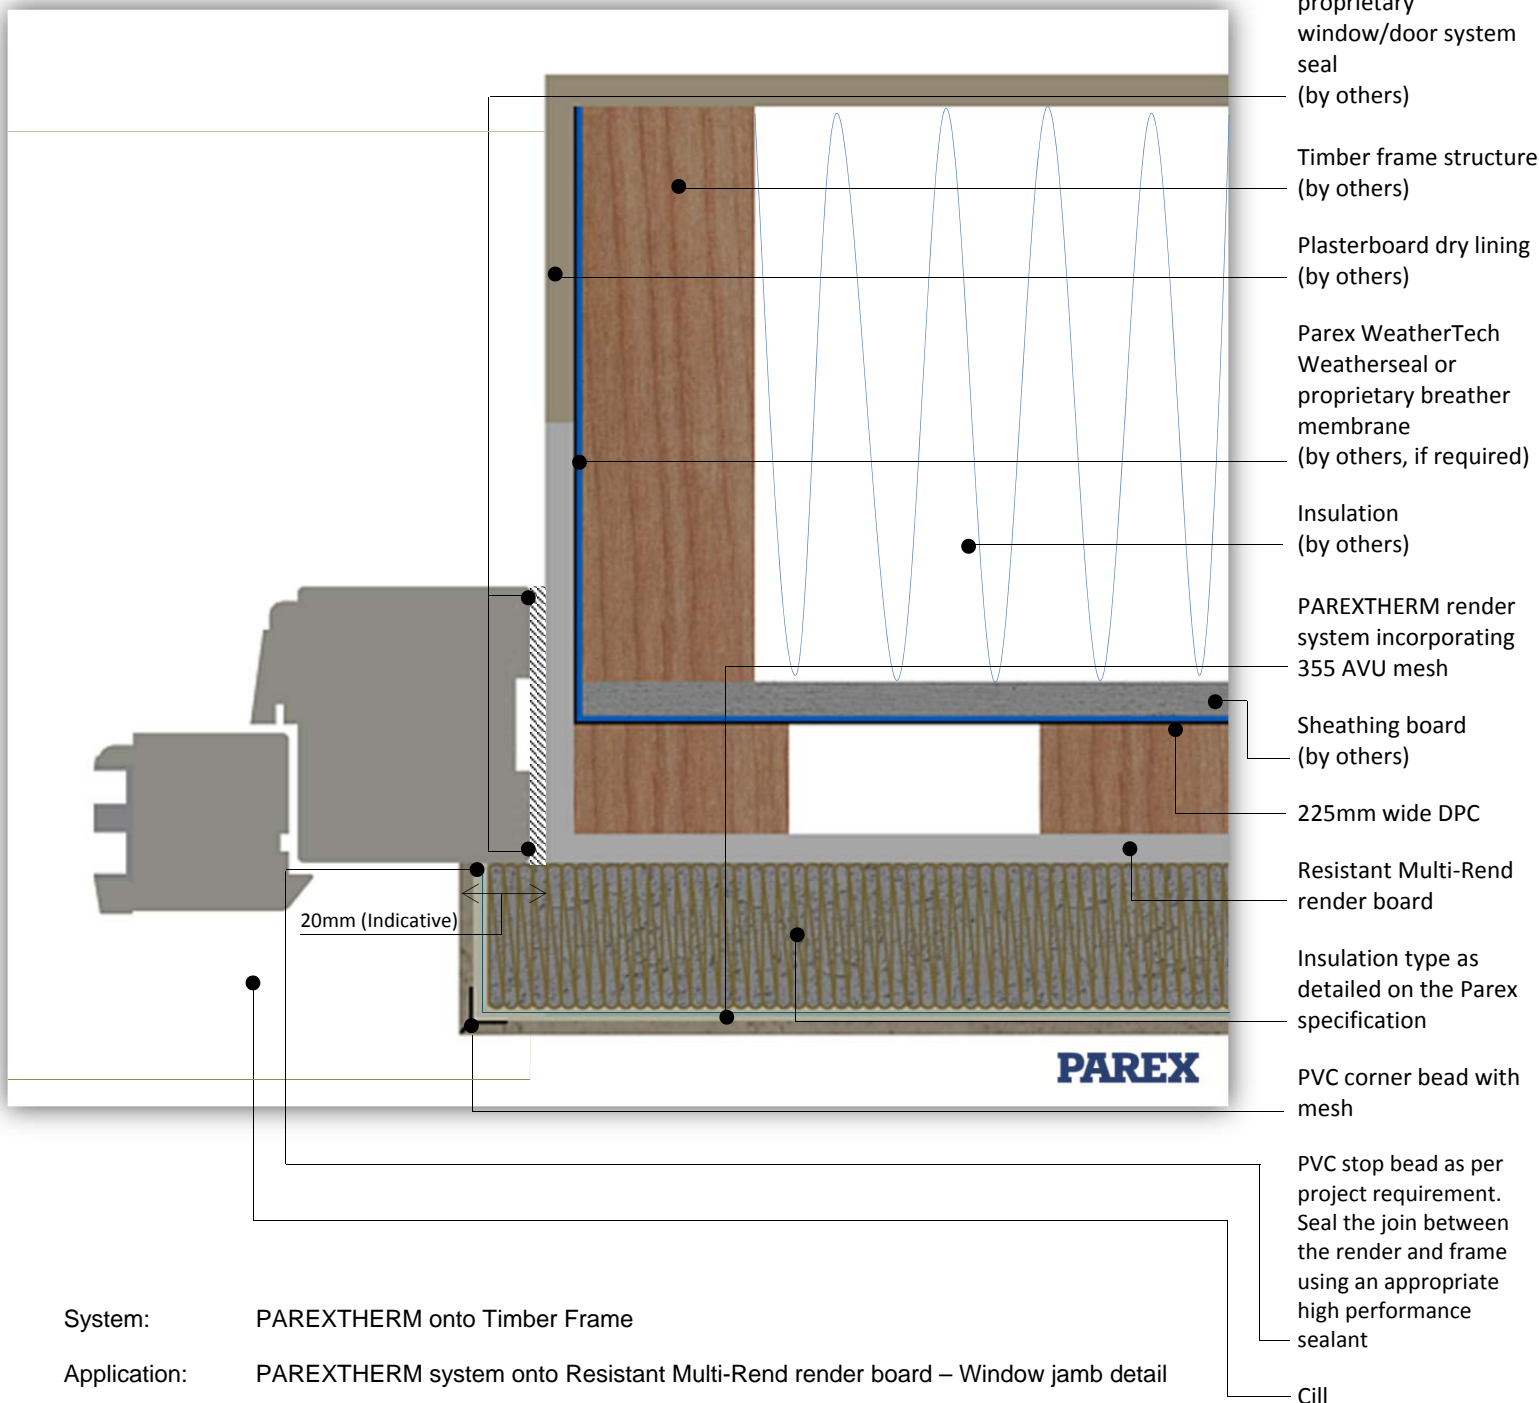 proprietary
window/door system
seal
(by others)
Timber frame structure
(by others)
Plasterboard dry lining
(by others)
Parex WeatherTech
Weatherseal or
proprietary breather
membrane
(by others, if required)
Insulation
(by others)
PAREXTHERM render
system incorporating
355 AVU mesh
Sheathing board
(by others)
225mm wide DPC
Resistant Multi-Rend
render board
Insulation type as
detailed on the Parex
specification
PVC corner bead with
mesh
PVC stop bead as per
project requirement.
Seal the join between
the render and frame
using an appropriate
high performance
sealant
Cill
20mm (Indicative)
PAREX
System: PAREXTHERM onto Timber Frame
Application: PAREXTHERM system onto Resistant Multi-Rend render board – Window jamb detail